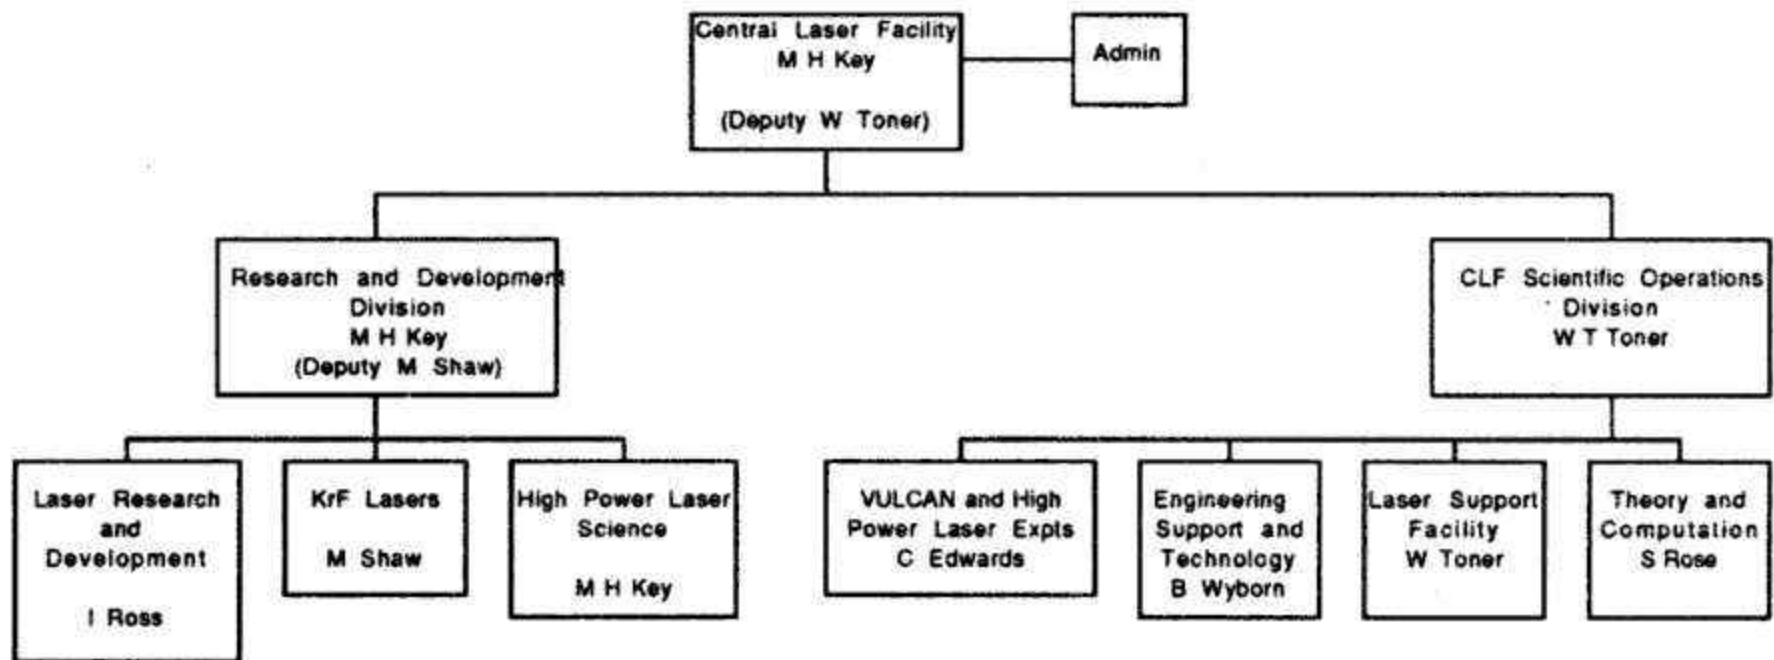 Central Laser Facility
M H Key
(Deputy W Toner)
Admin
Research and Development
Division
M H Key
(Deputy M Shaw)
CLF Scientific Operations
Division
W T Toner
Laser Research
and
Development
I Ross
KrF Lasers
M Shaw
High Power Laser
Science
M H Key
VULCAN and High
Power Laser Expts
C Edwards
Engineering
Support and
Technology
B Wyborn
Laser Support
Facility
W Toner
Theory and
Computation
S Rose